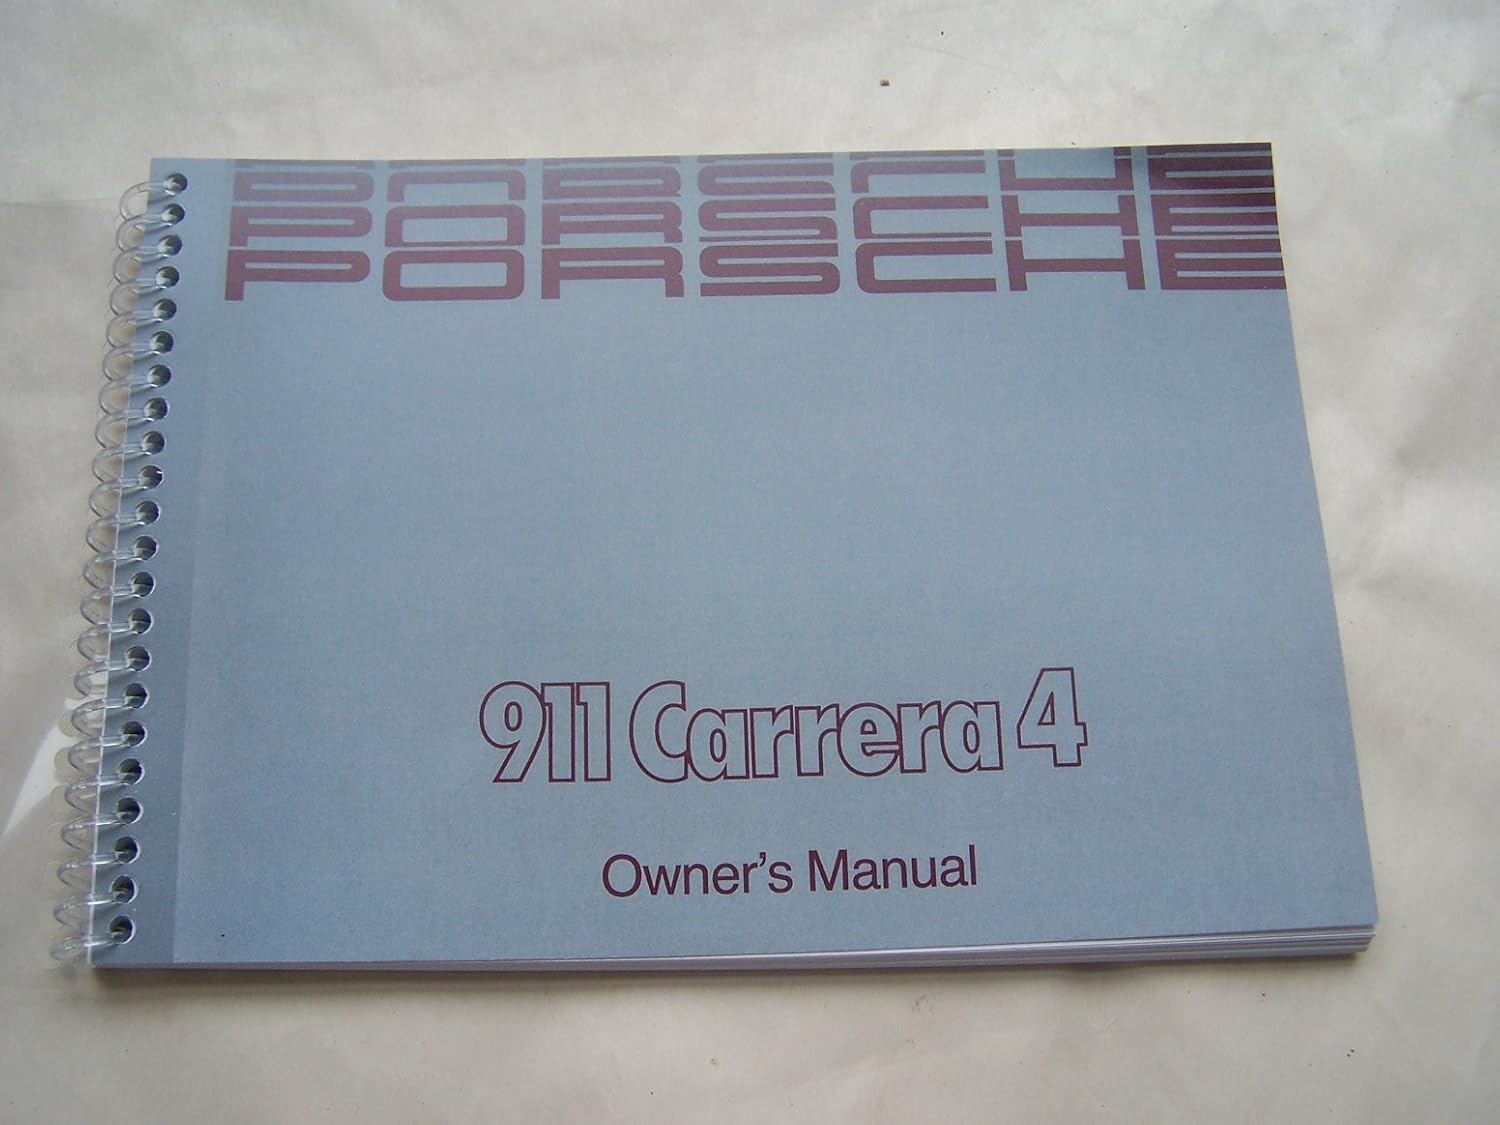 PORSCHE
PORSCHE
PORSCHE
911 Carrera 4
Owner's Manual